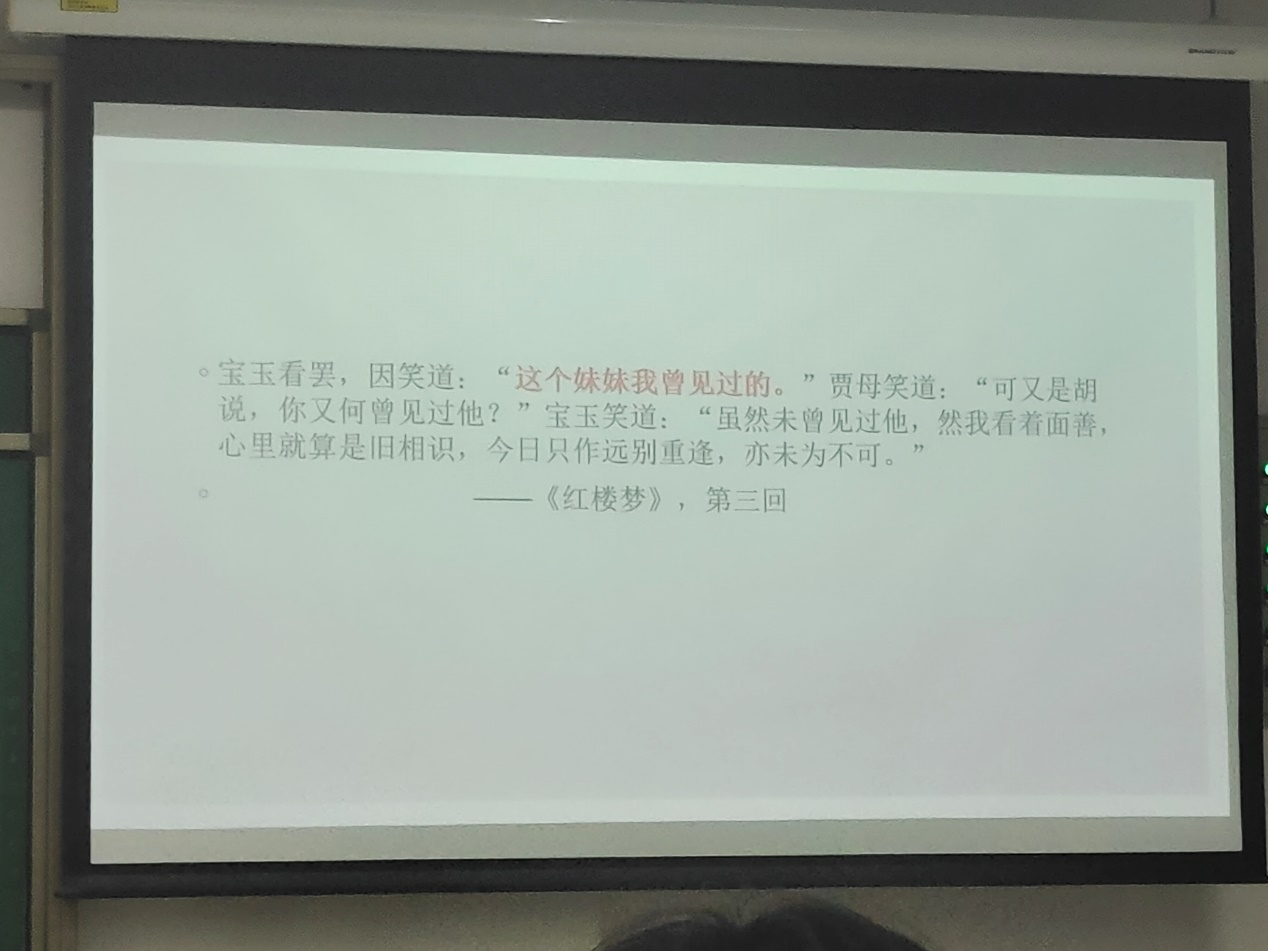 宝玉看罢，因笑道：“这个妹妹我曾见过的。”贾母笑道：“可又是胡
说，你又何曾见过他？”宝玉笑道：“虽然未曾见过他，然我看着面善，
心里就算是旧相识，今日只作远别重逢，亦未为不可。”
——《红楼梦》，第三回